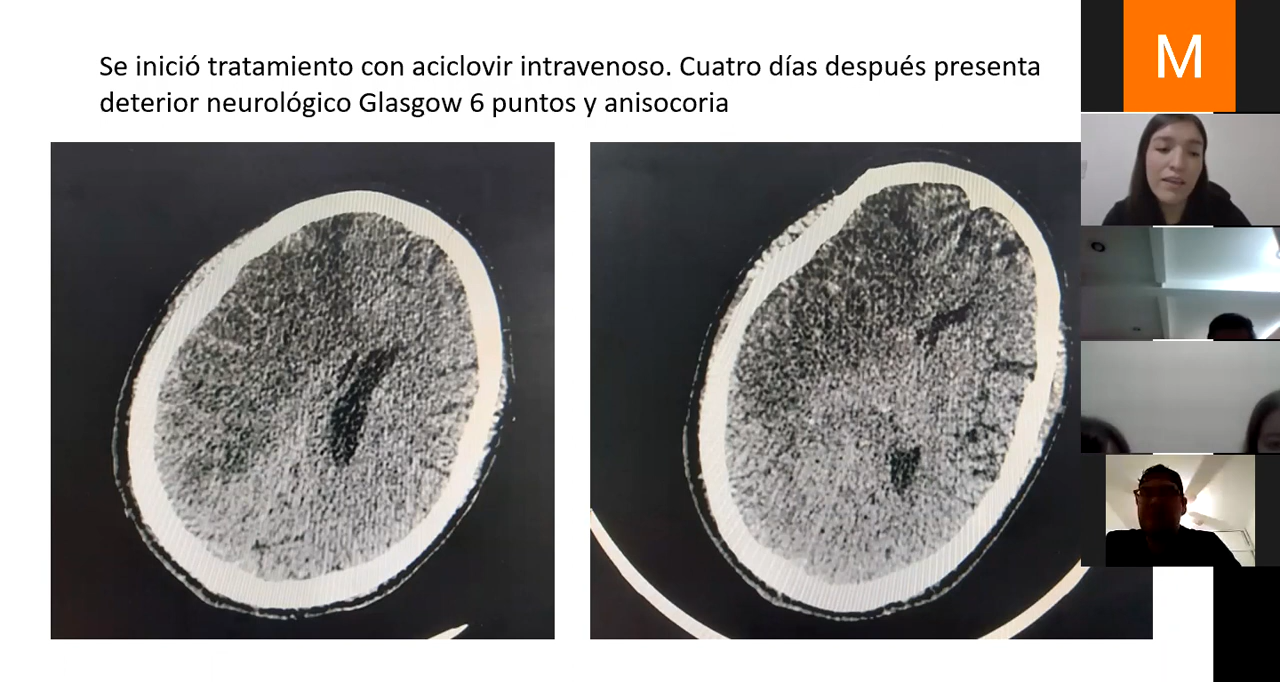 Se inició tratamiento con aciclovir intravenoso. Cuatro días después presenta
deterior neurológico Glasgow 6 puntos y anisocoria
M